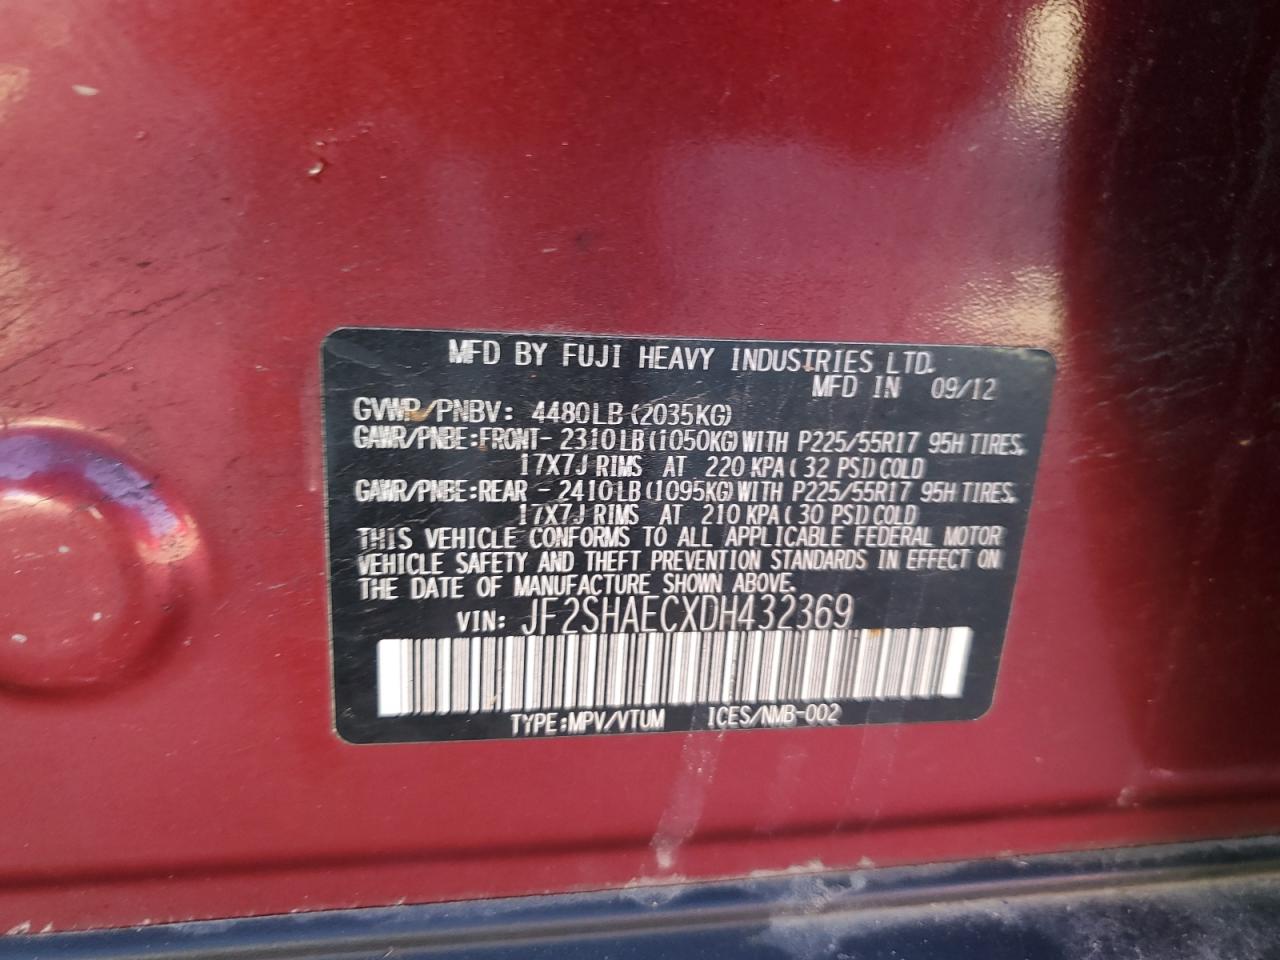 MFD BY FUJI HEAVY INDUSTRIES LTD.
MFD IN 09/12
GVWR/PNBV: 4480LB (2035KG)
GAWR/PNBE:FRONT- 2310LB (1050KG) WITH P225/55R17 95H TIRES,
17X7J RIMS AT 220 KPA ( 32 PSI) COLD
GAWR/PNBE:REAR - 2410LB (1095KG) WITH P225/55R17 95H TIRES,
17X7J RIMS AT 210 KPA ( 30 PSI) COLD
THIS VEHICLE CONFORMS TO ALL APPLICABLE FEDERAL MOTOR
VEHICLE SAFETY AND THEFT PREVENTION STANDARDS IN EFFECT ON
THE DATE OF MANUFACTURE SHOWN ABOVE.
VIN: JF2SHAECXDH432369
TYPE:MPV/VTUM ICES/NMB-002